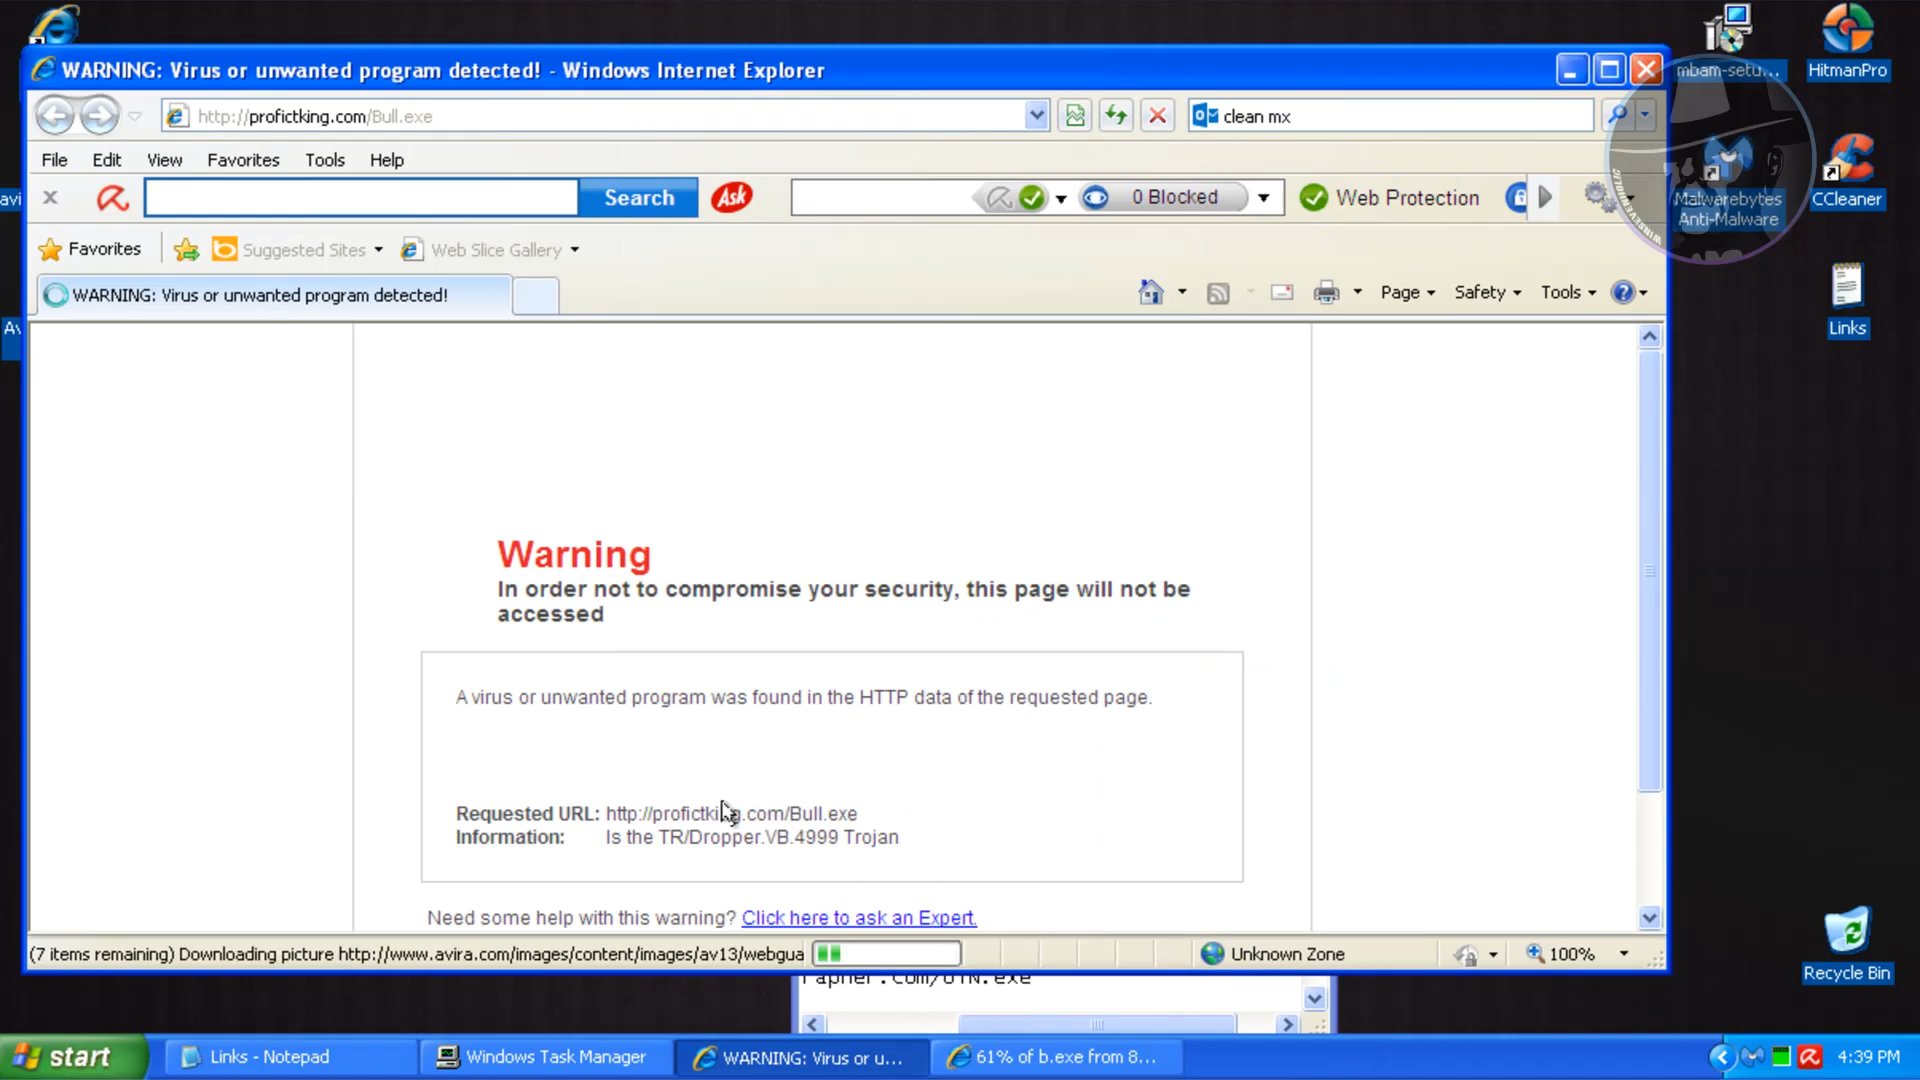 mbam-setu...
HitmanPro
WARNING: Virus or unwanted program detected! - Windows Internet Explorer
http://profictking.com/Bull.exe
clean mx
File Edit View Favorites Tools Help
Search
Ask
0 Blocked
Web Protection
Malwarebytes
Anti-Malware
CCleaner
Favorites
Suggested Sites
Web Slice Gallery
WARNING: Virus or unwanted program detected!
Page
Safety
Tools
Links
Warning
In order not to compromise your security, this page will not be
accessed
A virus or unwanted program was found in the HTTP data of the requested page.
Requested URL: http://profictking.com/Bull.exe
Information: Is the TR/Dropper.VB.4999 Trojan
Need some help with this warning? Click here to ask an Expert.
(7 items remaining) Downloading picture http://www.avira.com/images/content/images/av13/webgua
Unknown Zone
100%
Recycle Bin
start
Links - Notepad
Windows Task Manager
WARNING: Virus or u...
61% of b.exe from 8...
4:39 PM